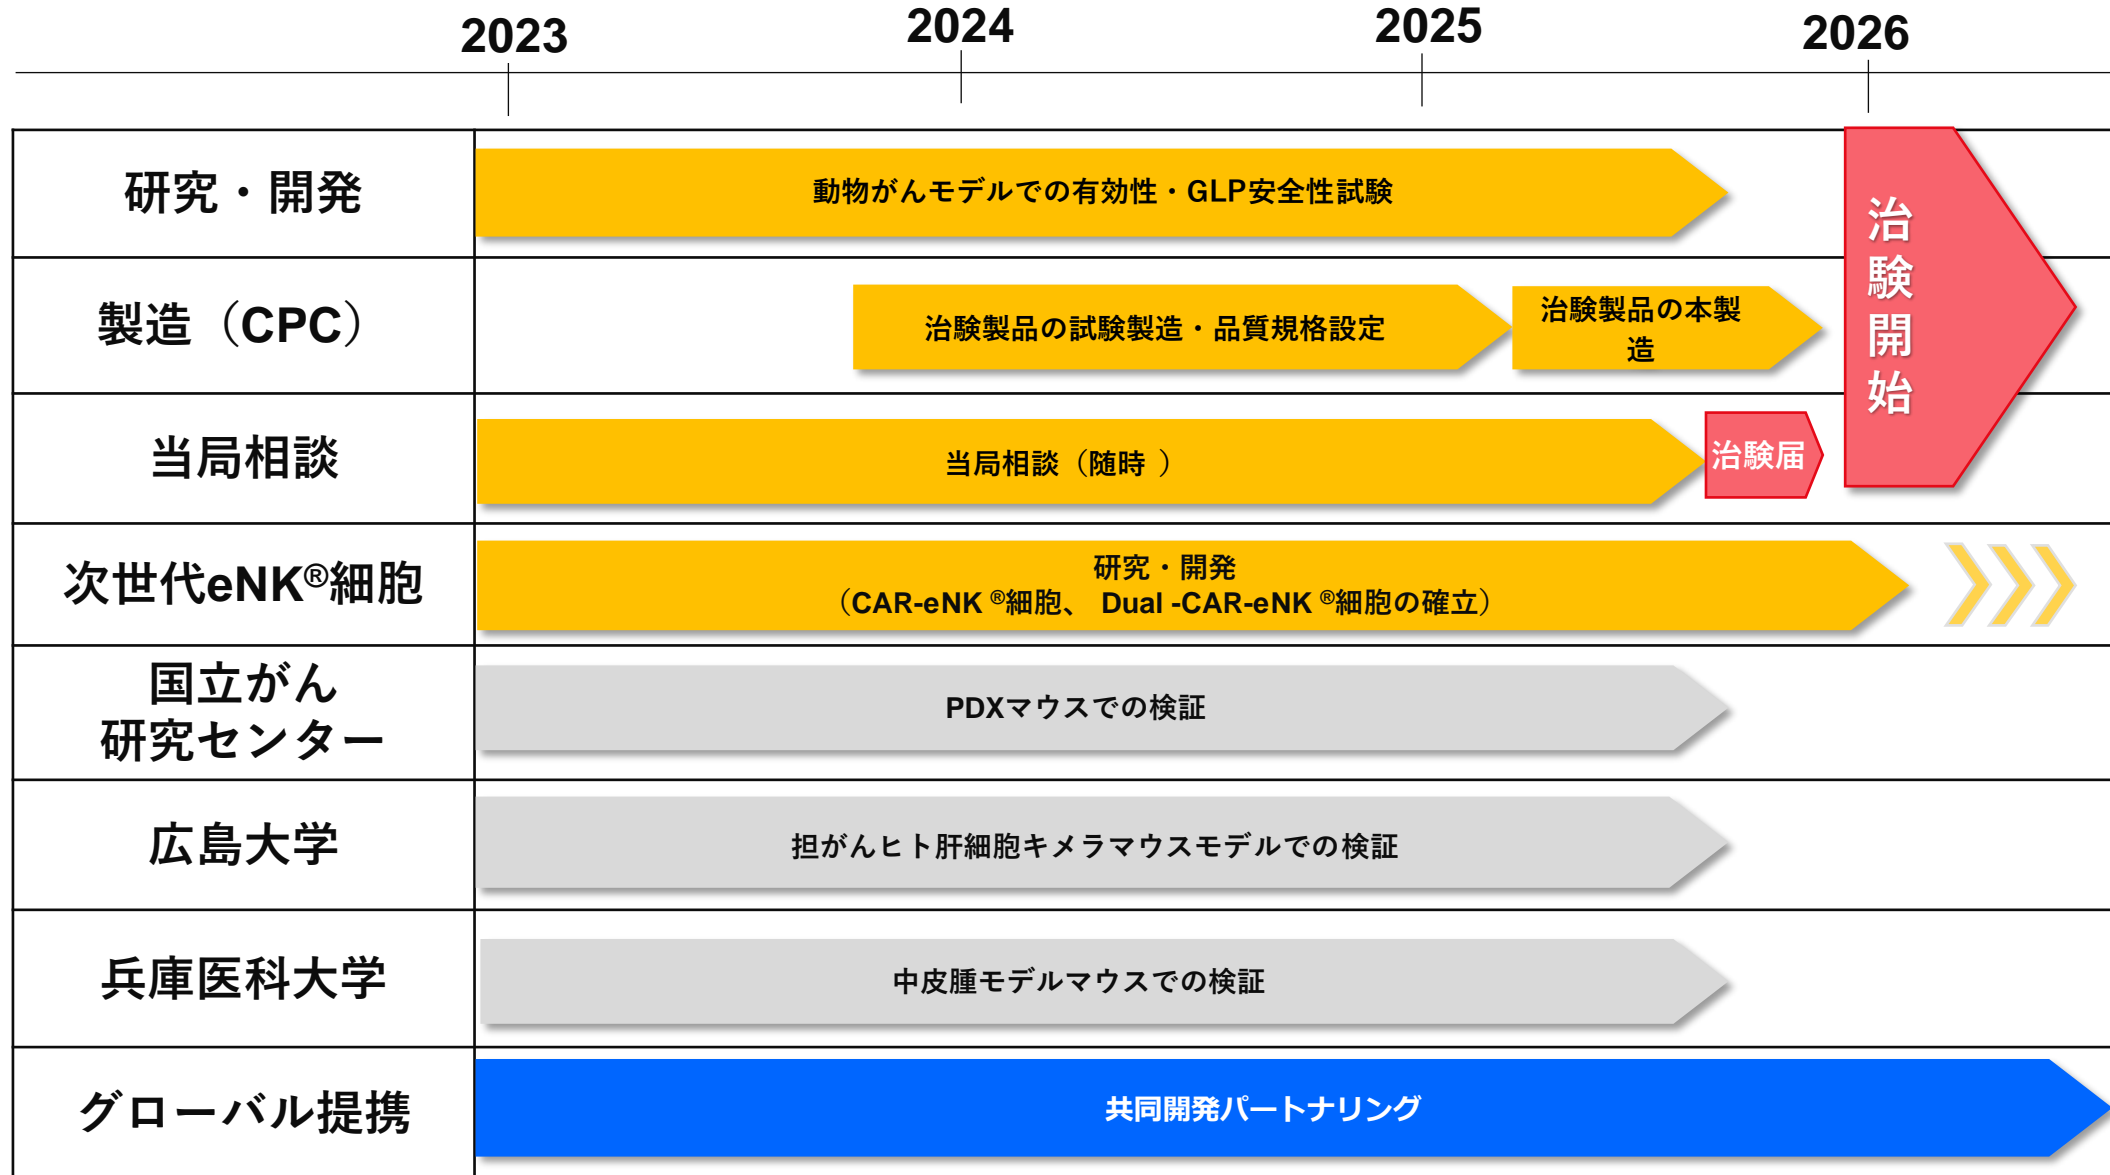 2023
2024
2025
2026
研究・開発
動物がんモデルでの有効性・GLP安全性試験
治験開始
製造（CPC）
治験製品の試験製造・品質規格設定
治験製品の本製
造
当局相談
当局相談（随時 ）
治験届
次世代eNK®細胞
研究・開発
（CAR-eNK ®細胞、 Dual -CAR-eNK ®細胞の確立）
国立がん
研究センター
PDXマウスでの検証
広島大学
担がんヒト肝細胞キメラマウスモデルでの検証
兵庫医科大学
中皮腫モデルマウスでの検証
グローバル提携
共同開発パートナリング